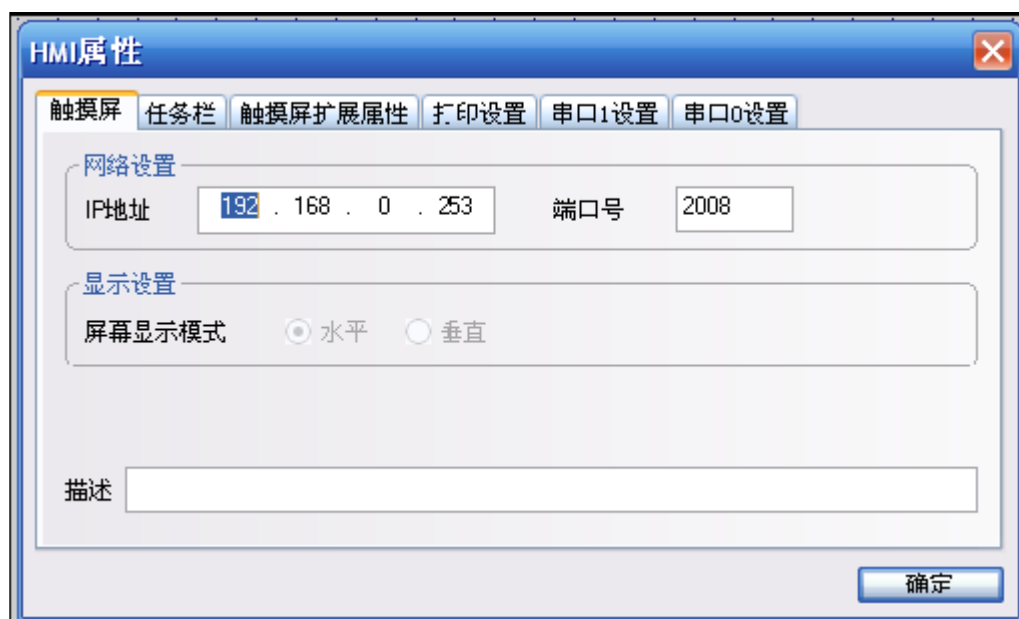 HMI属性
触摸屏 任务栏 触摸屏扩展属性 打印设置 串口1设置 串口0设置
网络设置
IP地址 192 . 168 . 0 . 253 端口号 2008
显示设置
屏幕显示模式 水平 垂直
描述
确定